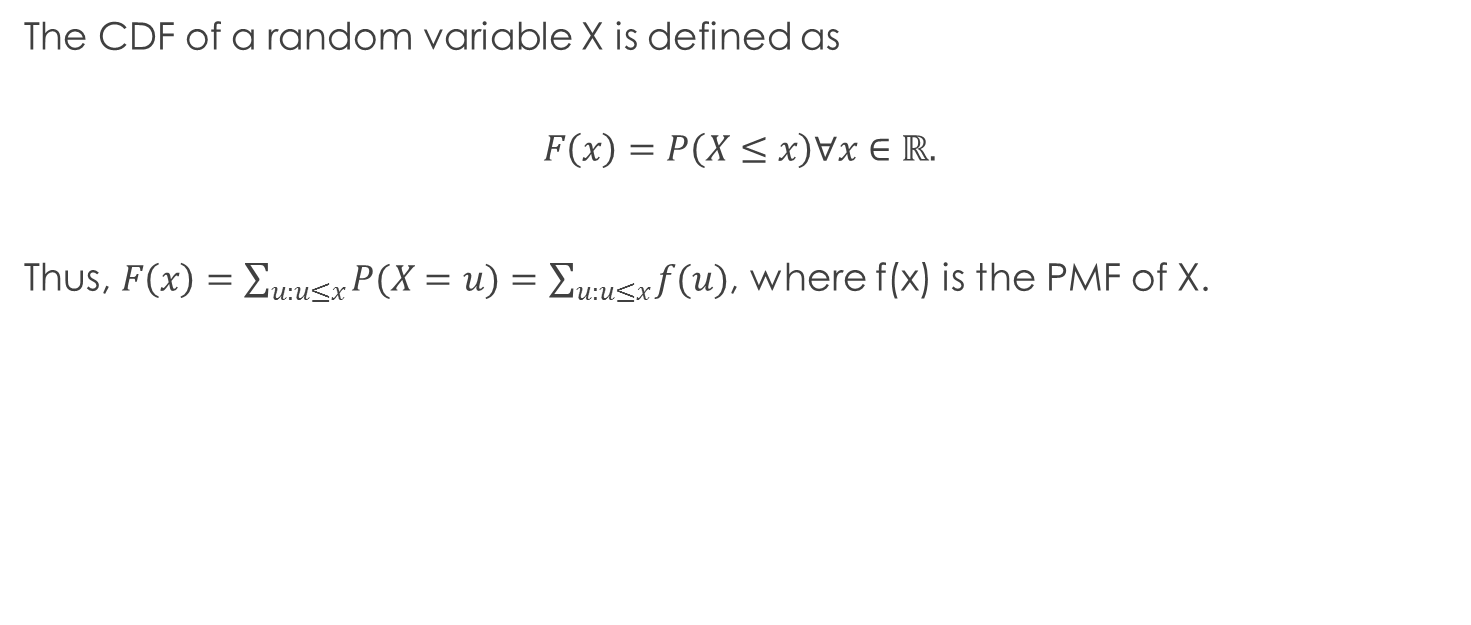 The CDF of a random variable X is defined as
F(x) = P(X ≤ x)∀x ∈ ℝ.
Thus, F(x) = ∑_{u:u≤x} P(X = u) = ∑_{u:u≤x} f(u), where f(x) is the PMF of X.